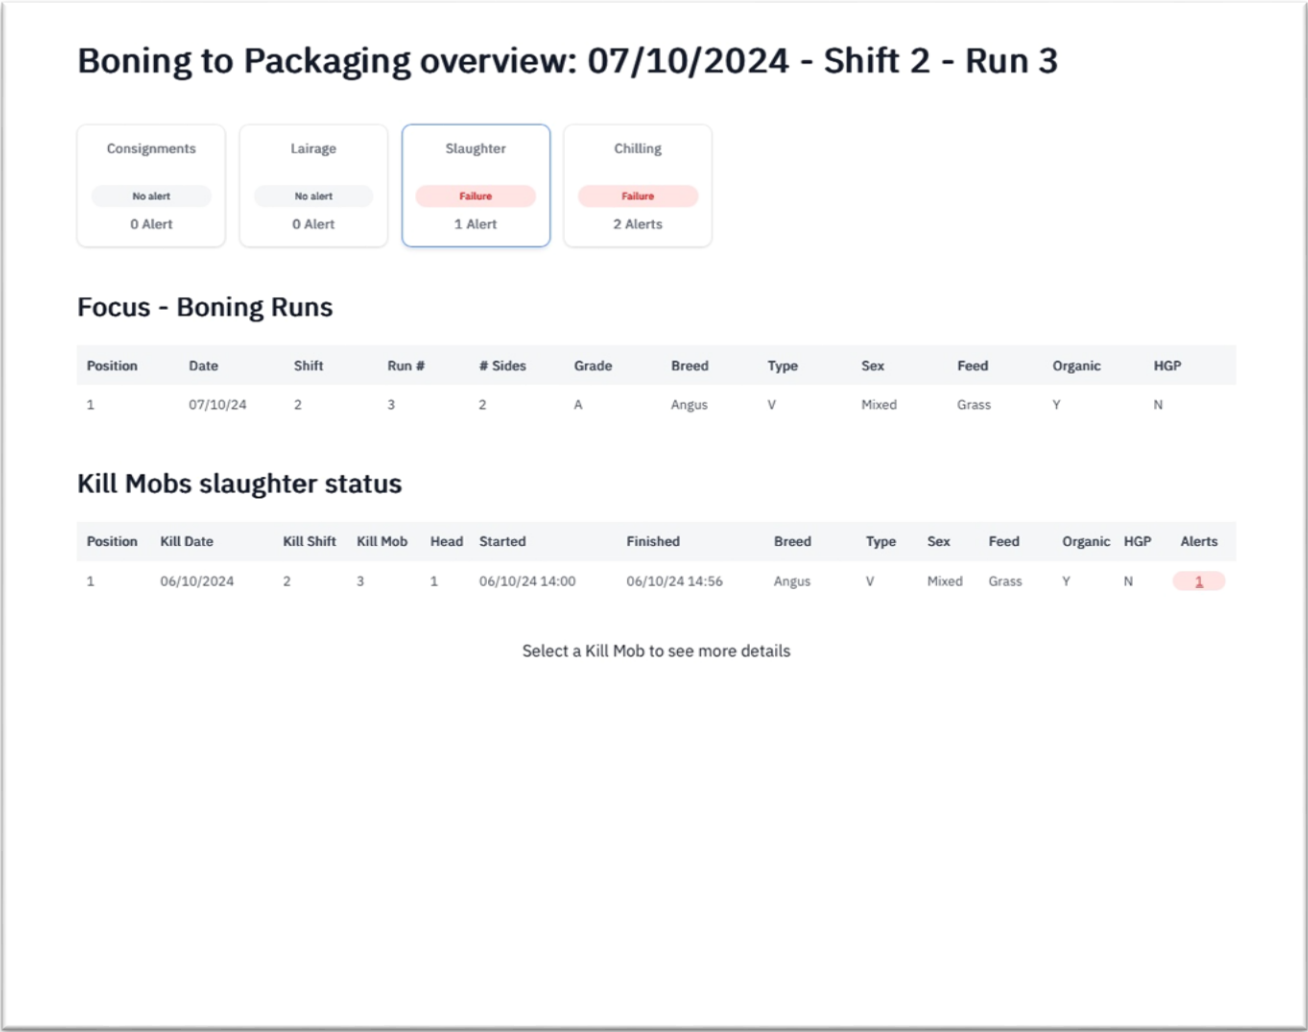 Boning to Packaging overview: 07/10/2024 - Shift 2 - Run 3
Consignments Lairage Slaughter Chilling
No alert No alert Failure Failure
0 Alert 0 Alert 1 Alert 2 Alerts
Focus - Boning Runs
Position Date Shift Run # # Sides Grade Breed Type Sex Feed Organic HGP
1 07/10/24 2 3 2 A Angus V Mixed Grass Y N
Kill Mobs slaughter status
Position Kill Date Kill Shift Kill Mob Head Started Finished Breed Type Sex Feed Organic HGP Alerts
1 06/10/2024 2 3 1 06/10/24 14:00 06/10/24 14:56 Angus V Mixed Grass Y N 1
Select a Kill Mob to see more details